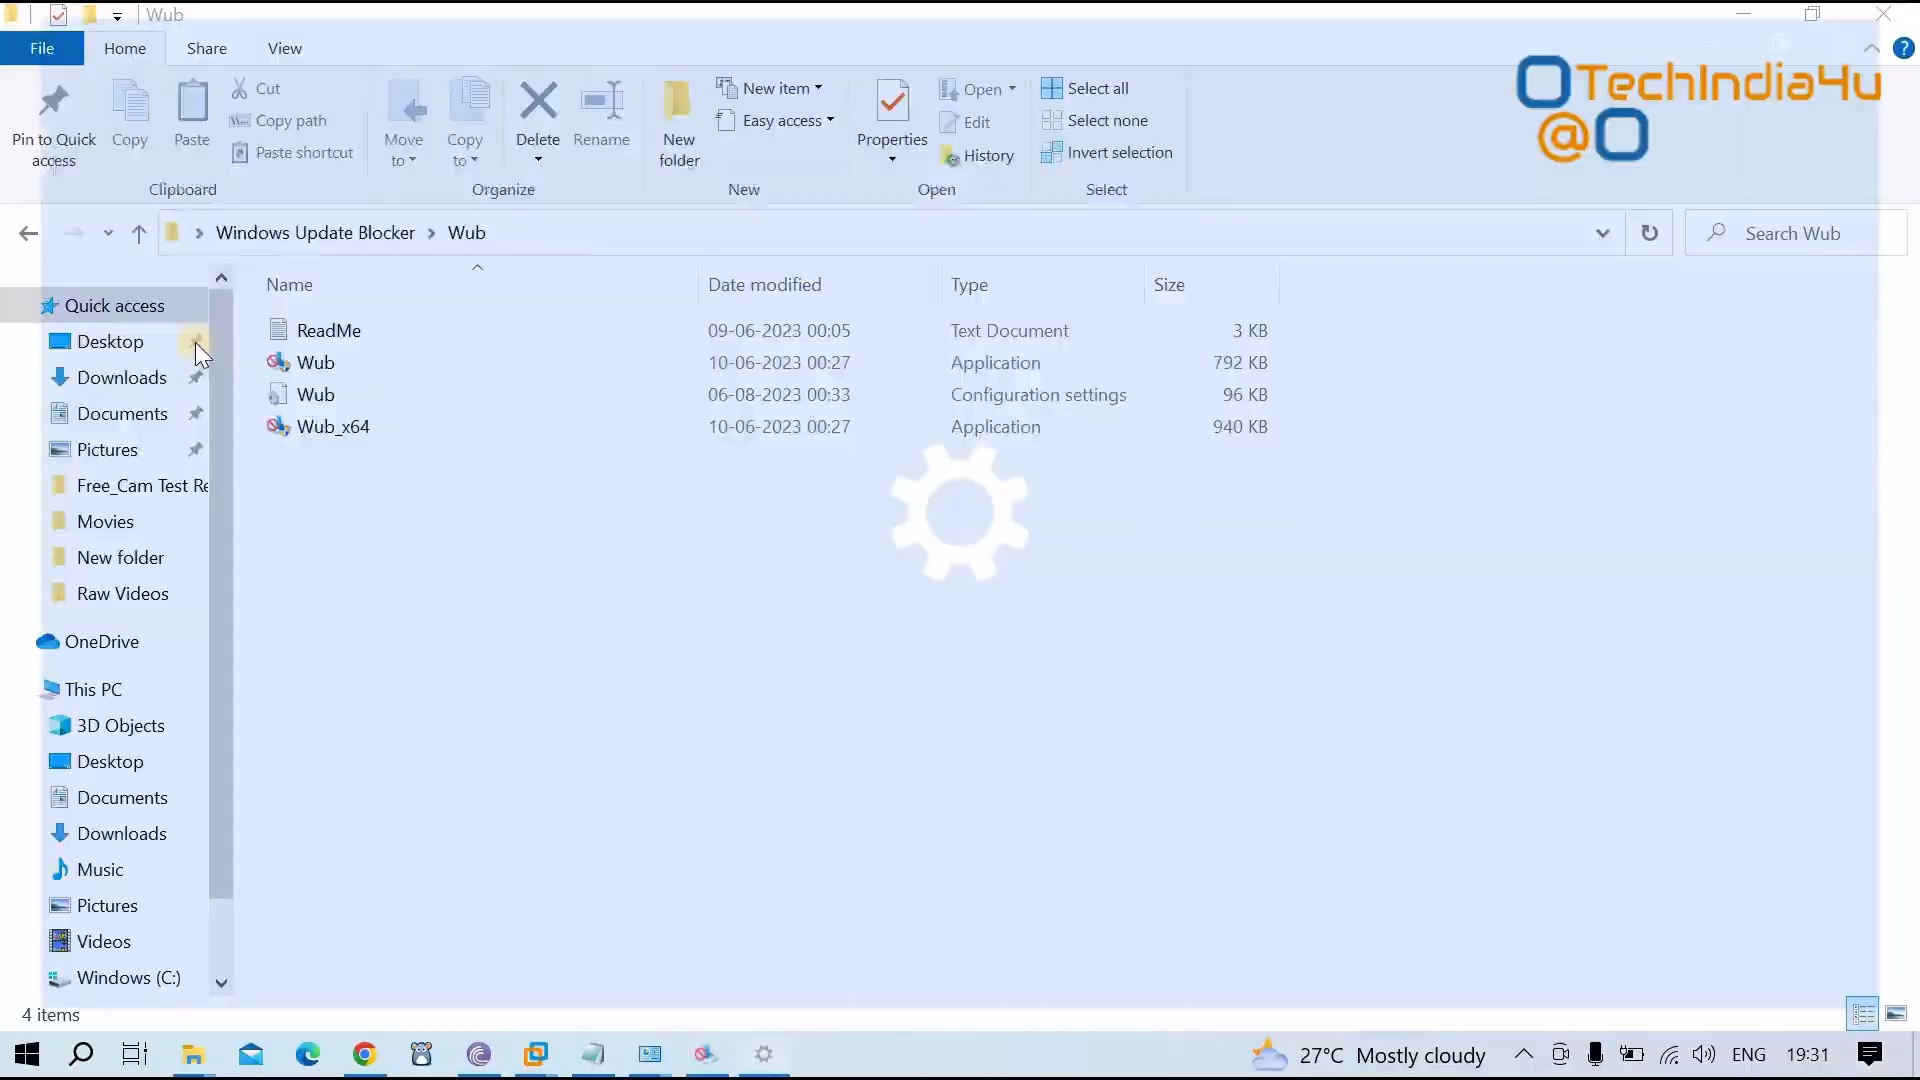 Wub
File
Home
Share
View
Pin to Quick access
Copy
Paste
Cut
Copy path
Paste shortcut
Clipboard
Move to
Copy to
Delete
Rename
Organize
New folder
New item
Easy access
New
Properties
Open
Edit
History
Open
Select all
Select none
Invert selection
Select
TechIndia4u
@
Windows Update Blocker > Wub
Search Wub
Name
Date modified
Type
Size
ReadMe 09-06-2023 00:05 Text Document 3 KB
Wub 10-06-2023 00:27 Application 792 KB
Wub 06-08-2023 00:33 Configuration settings 96 KB
Wub_x64 10-06-2023 00:27 Application 940 KB
Quick access
Desktop
Downloads
Documents
Pictures
Free_Cam Test Re
Movies
New folder
Raw Videos
OneDrive
This PC
3D Objects
Desktop
Documents
Downloads
Music
Pictures
Videos
Windows (C:)
4 items
27°C Mostly cloudy
ENG
19:31